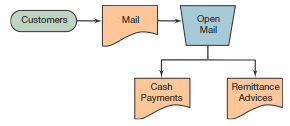 Customers
Mail
Open
Mail
Cash
Payments
Remittance
Advices